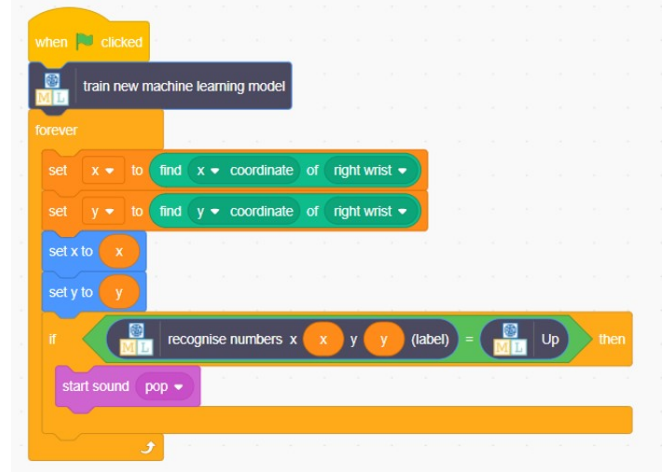 when clicked
ML train new machine learning model
forever
set x to find x coordinate of right wrist
set y to find y coordinate of right wrist
set x to x
set y to y
if ML recognise numbers x x y y (label) = ML Up then
start sound pop